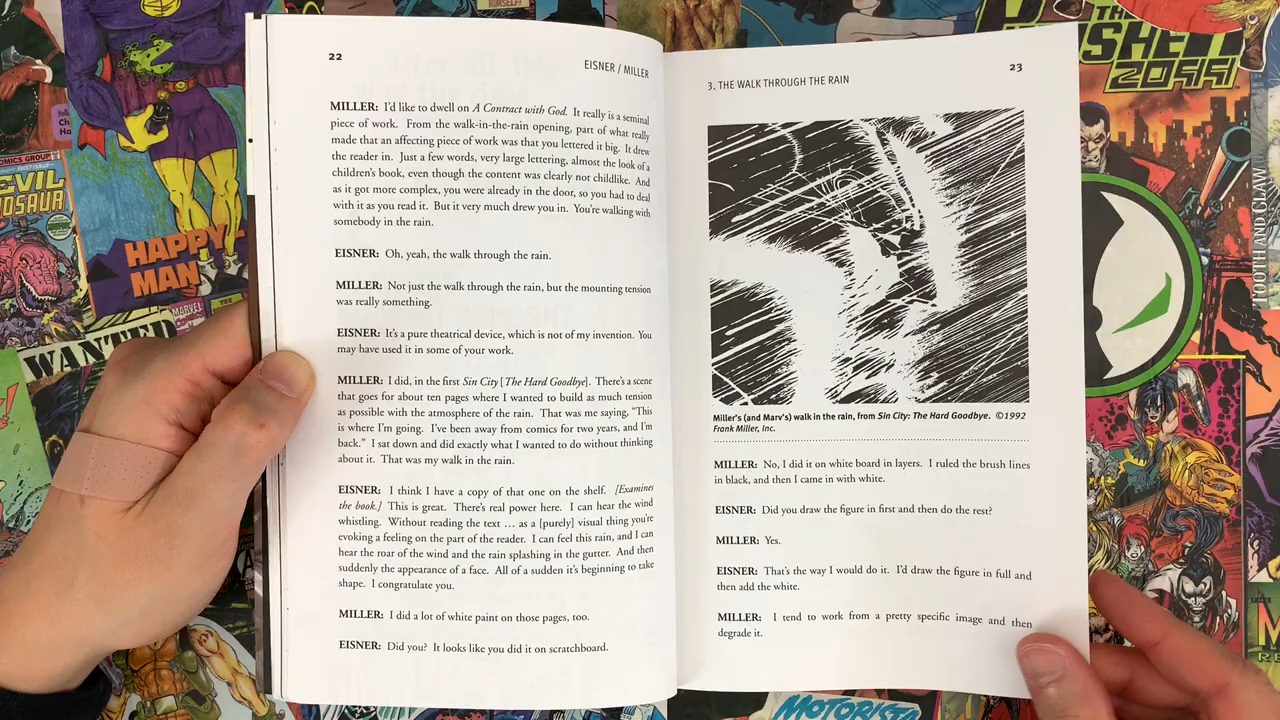 22
EISNER / MILLER
MILLER: I'd like to dwell on A Contract with God. It really is a seminal
piece of work. From the walk-in-the-rain opening, part of what really
made that an affecting piece of work was that you lettered it big. It drew
the reader in. Just a few words, very large lettering, almost the look of a
children's book, even though the content was clearly not childlike. And
as it got more complex, you were already in the door, so you had to deal
with it as you read it. But it very much drew you in. You're walking with
somebody in the rain.
EISNER: Oh, yeah, the walk through the rain.
MILLER: Not just the walk through the rain, but the mounting tension
was really something.
EISNER: It's a pure theatrical device, which is not of my invention. You
may have used it in some of your work.
MILLER: I did, in the first Sin City [The Hard Goodbye]. There's a scene
that goes for about ten pages where I wanted to build as much tension
as possible with the atmosphere of the rain. That was me saying, "This
is where I'm going. I've been away from comics for two years, and I'm
back." I sat down and did exactly what I wanted to do without thinking
about it. That was my walk in the rain.
EISNER: I think I have a copy of that one on the shelf. [Examines
the book.] This is great. There's real power here. I can hear the wind
whistling. Without reading the text ... as a [purely] visual thing you're
evoking a feeling on the part of the reader. I can feel this rain, and I can
hear the roar of the wind and the rain splashing in the gutter. And then
suddenly the appearance of a face. All of a sudden it's beginning to take
shape. I congratulate you.
MILLER: I did a lot of white paint on those pages, too.
EISNER: Did you? It looks like you did it on scratchboard.
3. THE WALK THROUGH THE RAIN
23
Miller's (and Marv's) walk in the rain, from Sin City: The Hard Goodbye. ©1992
Frank Miller, Inc.
MILLER: No, I did it on white board in layers. I ruled the brush lines
in black, and then I came in with white.
EISNER: Did you draw the figure in first and then do the rest?
MILLER: Yes.
EISNER: That's the way I would do it. I'd draw the figure in full and
then add the white.
MILLER: I tend to work from a pretty specific image and then
degrade it.
HIMSELF!
COMICS GROUP
EVIL
HAPPY
MAN
MARVEL
WANTED
THE
2099
TOOTH AND CLAW
MOTORISTA